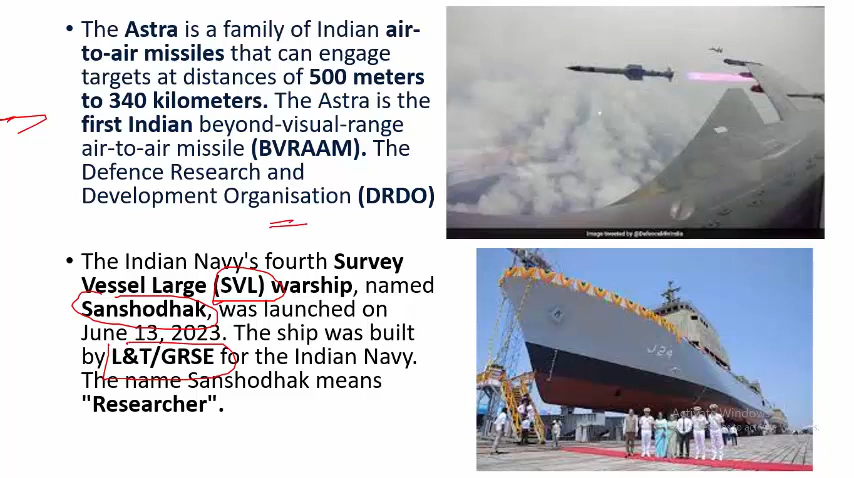 • The Astra is a family of Indian air-
to-air missiles that can engage
targets at distances of 500 meters
to 340 kilometers. The Astra is the
first Indian beyond-visual-range
air-to-air missile (BVRAAM). The
Defence Research and
Development Organisation (DRDO)
Image tweeted by @DefenceMinIndia
• The Indian Navy's fourth Survey
Vessel Large (SVL) warship, named
Sanshodhak, was launched on
June 13, 2023. The ship was built
by L&T/GRSE for the Indian Navy.
The name Sanshodhak means
"Researcher".
J24
Activate Windows